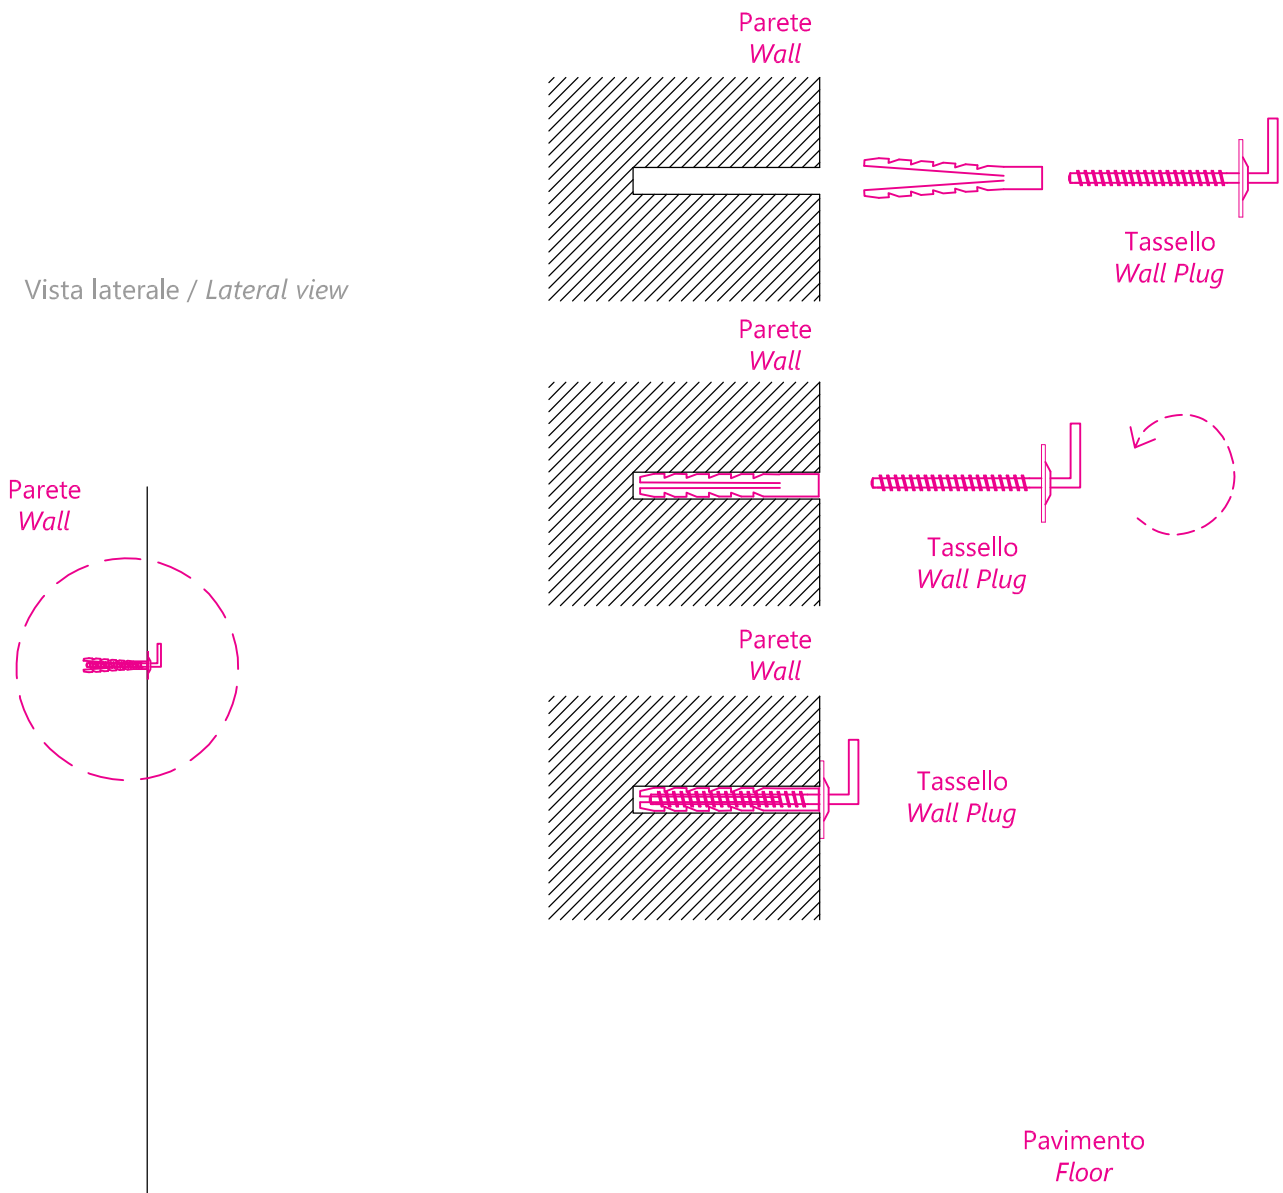 Parete
Wall
Tassello
Wall Plug
Vista laterale / Lateral view
Parete
Wall
Parete
Wall
Tassello
Wall Plug
Parete
Wall
Tassello
Wall Plug
Pavimento
Floor